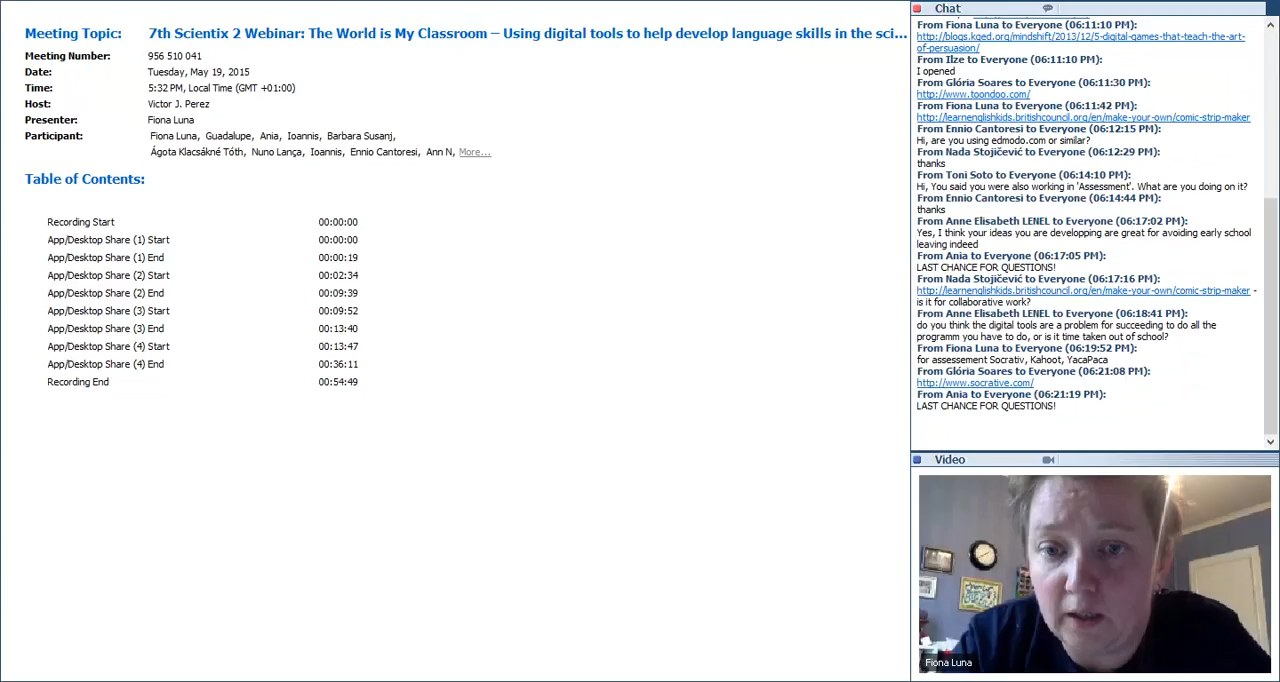 Meeting Topic: 7th Scientix 2 Webinar: The World is My Classroom – Using digital tools to help develop language skills in the sci...
Meeting Number: 956 510 041
Date: Tuesday, May 19, 2015
Time: 5:32 PM, Local Time (GMT +01:00)
Host: Victor J. Perez
Presenter: Fiona Luna
Participant: Fiona Luna, Guadalupe, Ania, Ioannis, Barbara Susanj,
Ágota Klacsákné Tóth, Nuno Lança, Ioannis, Ennio Cantoresi, Ann N, More...
Table of Contents:
Recording Start 00:00:00
App/Desktop Share (1) Start 00:00:00
App/Desktop Share (1) End 00:00:19
App/Desktop Share (2) Start 00:02:34
App/Desktop Share (2) End 00:09:39
App/Desktop Share (3) Start 00:09:52
App/Desktop Share (3) End 00:13:40
App/Desktop Share (4) Start 00:13:47
App/Desktop Share (4) End 00:36:11
Recording End 00:54:49
Chat
From Fiona Luna to Everyone (06:11:10 PM):
http://blogs.kqed.org/mindshift/2013/12/5-digital-games-that-teach-the-art-
of-persuasion/
From Ilze to Everyone (06:11:10 PM):
I opened
From Glória Soares to Everyone (06:11:30 PM):
http://www.toondoo.com/
From Fiona Luna to Everyone (06:11:42 PM):
http://learnenglishkids.britishcouncil.org/en/make-your-own/comic-strip-maker
From Ennio Cantoresi to Everyone (06:12:15 PM):
Hi, are you using edmodo.com or similar?
From Nada Stojičević to Everyone (06:12:29 PM):
thanks
From Toni Soto to Everyone (06:14:10 PM):
Hi, You said you were also working in 'Assessment'. What are you doing on it?
From Ennio Cantoresi to Everyone (06:14:44 PM):
thanks
From Anne Elisabeth LENEL to Everyone (06:17:02 PM):
Yes, I think your ideas you are developping are great for avoiding early school
leaving indeed
From Ania to Everyone (06:17:05 PM):
LAST CHANCE FOR QUESTIONS!
From Nada Stojičević to Everyone (06:17:16 PM):
http://learnenglishkids.britishcouncil.org/en/make-your-own/comic-strip-maker -
is it for collaborative work?
From Anne Elisabeth LENEL to Everyone (06:18:41 PM):
do you think the digital tools are a problem for succeeding to do all the
programm you have to do, or is it time taken out of school?
From Fiona Luna to Everyone (06:19:52 PM):
for assessement Socrativ, Kahoot, YacaPaca
From Glória Soares to Everyone (06:21:08 PM):
http://www.socrative.com/
From Ania to Everyone (06:21:19 PM):
LAST CHANCE FOR QUESTIONS!
Video
Fiona Luna